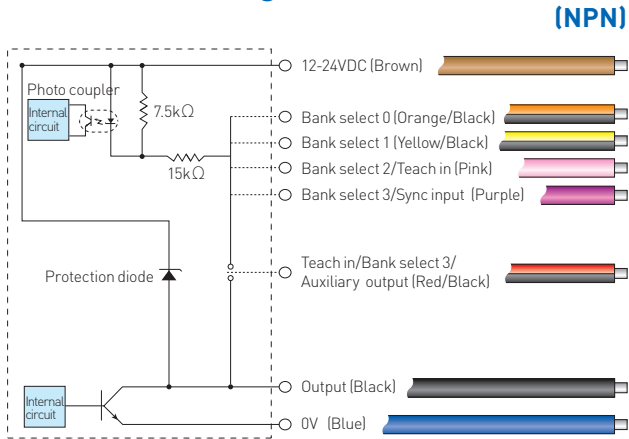 (NPN)
12-24VDC (Brown)
Photo coupler
Internal
circuit
7.5kΩ
Bank select 0 (Orange/Black)
Bank select 1 (Yellow/Black)
15kΩ
Bank select 2/Teach in (Pink)
Bank select 3/Sync input (Purple)
Protection diode
Teach in/Bank select 3/
Auxiliary output (Red/Black)
Output (Black)
Internal
circuit
0V (Blue)